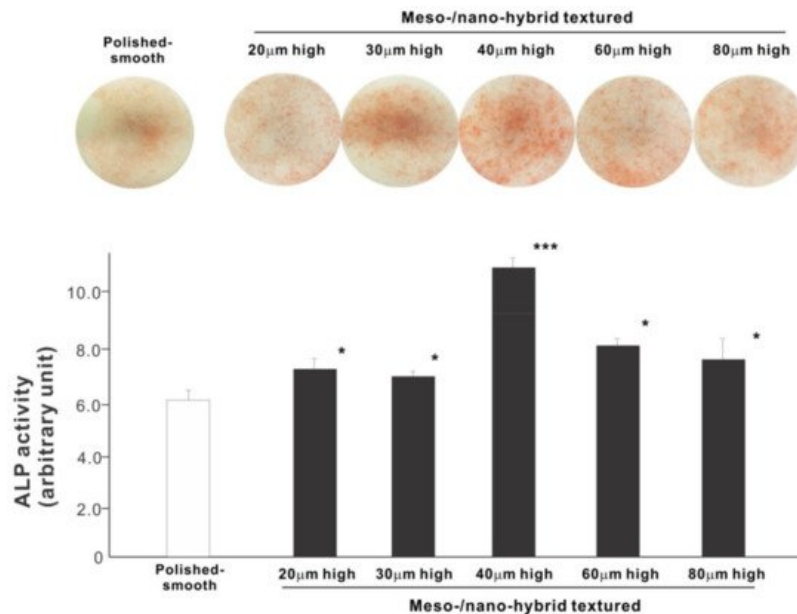 Meso-/nano-hybrid textured
Polished-
smooth
20μm high 30μm high 40μm high 60μm high 80μm high
ALP activity
(arbitrary unit)
10.0
8.0
6.0
4.0
2.0
0
***
*
*
*
*
Polished-
smooth
20μm high 30μm high 40μm high 60μm high 80μm high
Meso-/nano-hybrid textured